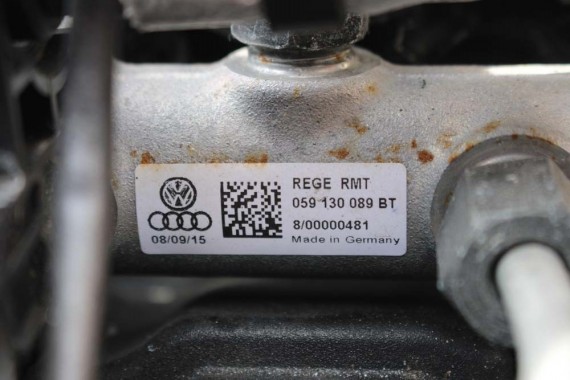 REGE RMT
059 130 089 BT
8/00000481
08/09/15
Made in Germany